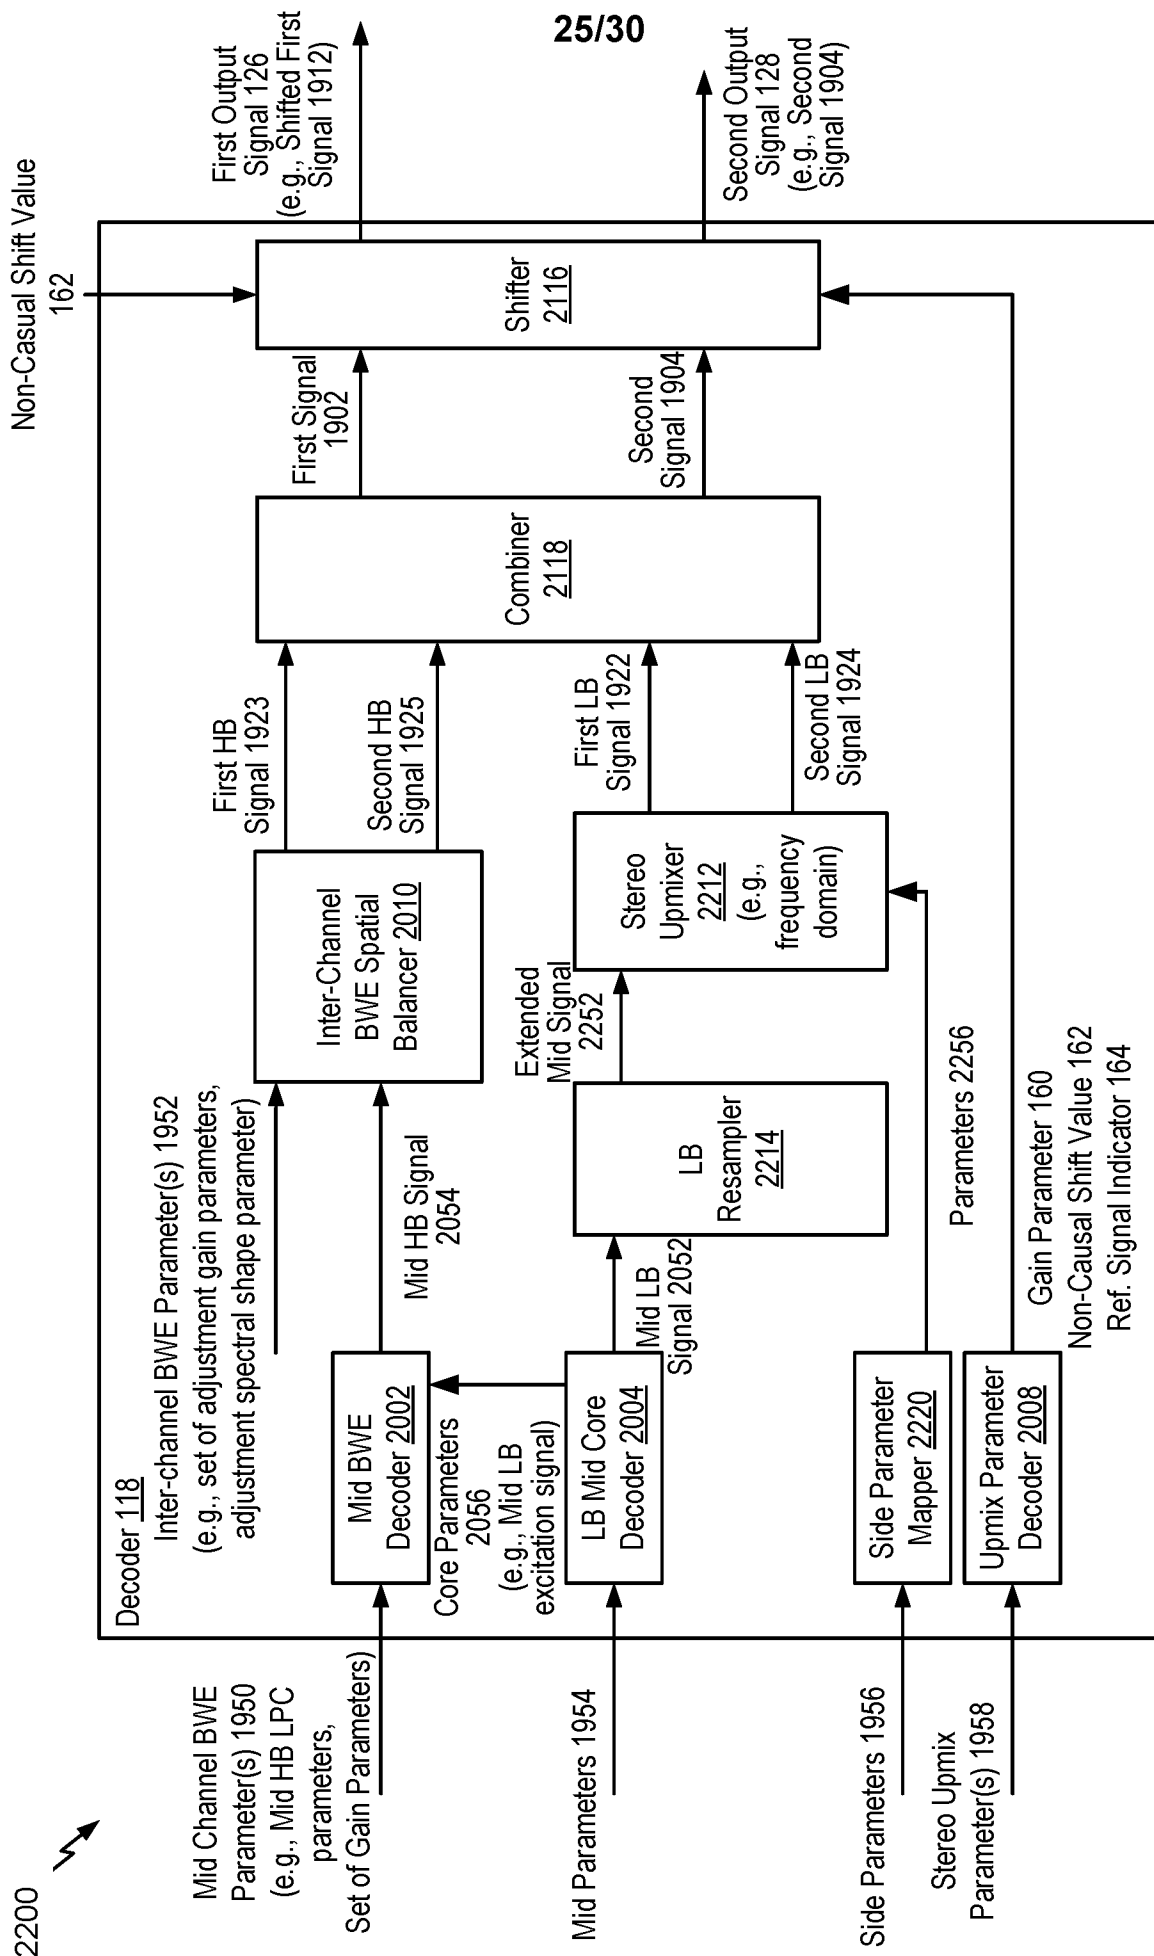 25/30
2200
Mid Channel BWE
Parameter(s) 1950
(e.g., Mid HB LPC
parameters,
Set of Gain Parameters)
Mid Parameters 1954
Side Parameters 1956
Stereo Upmix
Parameter(s) 1958
Decoder 118
Inter-channel BWE Parameter(s) 1952
(e.g., set of adjustment gain parameters,
adjustment spectral shape parameter)
Mid BWE
Decoder 2002
Core Parameters
2056
(e.g., Mid LB
excitation signal)
LB Mid Core
Decoder 2004
Side Parameter
Mapper 2220
Upmix Parameter
Decoder 2008
Mid HB Signal
2054
Mid LB
Signal 2052
LB
Resampler
2214
Parameters 2256
Gain Parameter 160
Non-Causal Shift Value 162
Ref. Signal Indicator 164
Inter-Channel
BWE Spatial
Balancer 2010
Extended
Mid Signal
2252
Stereo
Upmixer
2212
(e.g.,
frequency
domain)
First HB
Signal 1923
Second HB
Signal 1925
First LB
Signal 1922
Second LB
Signal 1924
Combiner
2118
First Signal
1902
Second
Signal 1904
Shifter
2116
Non-Casual Shift Value
162
First Output
Signal 126
(e.g., Shifted First
Signal 1912)
Second Output
Signal 128
(e.g., Second
Signal 1904)